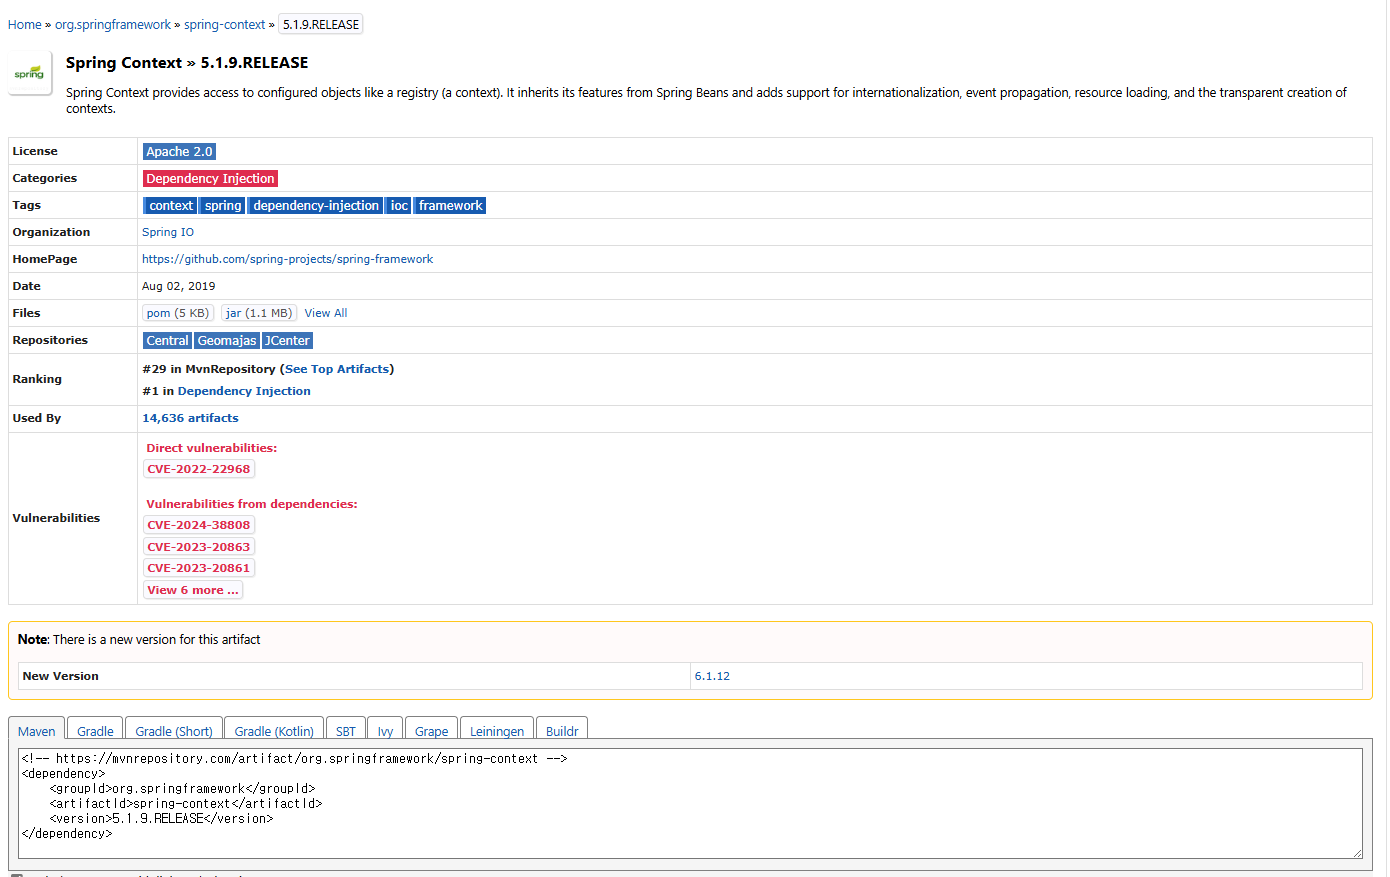 Home » org.springframework » spring-context » 5.1.9.RELEASE
spring
Spring Context » 5.1.9.RELEASE
Spring Context provides access to configured objects like a registry (a context). It inherits its features from Spring Beans and adds support for internationalization, event propagation, resource loading, and the transparent creation of
contexts.
License Apache 2.0
Categories Dependency Injection
Tags context spring dependency-injection ioc framework
Organization Spring IO
HomePage https://github.com/spring-projects/spring-framework
Date Aug 02, 2019
Files pom (5 KB) jar (1.1 MB) View All
Repositories Central Geomajas JCenter
Ranking
#29 in MvnRepository (See Top Artifacts)
#1 in Dependency Injection
Used By 14,636 artifacts
Vulnerabilities
Direct vulnerabilities:
CVE-2022-22968
Vulnerabilities from dependencies:
CVE-2024-38808
CVE-2023-20863
CVE-2023-20861
View 6 more ...
Note: There is a new version for this artifact
New Version 6.1.12
Maven Gradle Gradle (Short) Gradle (Kotlin) SBT Ivy Grape Leiningen Buildr
<!-- https://mvnrepository.com/artifact/org.springframework/spring-context -->
<dependency>
    <groupId>org.springframework</groupId>
    <artifactId>spring-context</artifactId>
    <version>5.1.9.RELEASE</version>
</dependency>